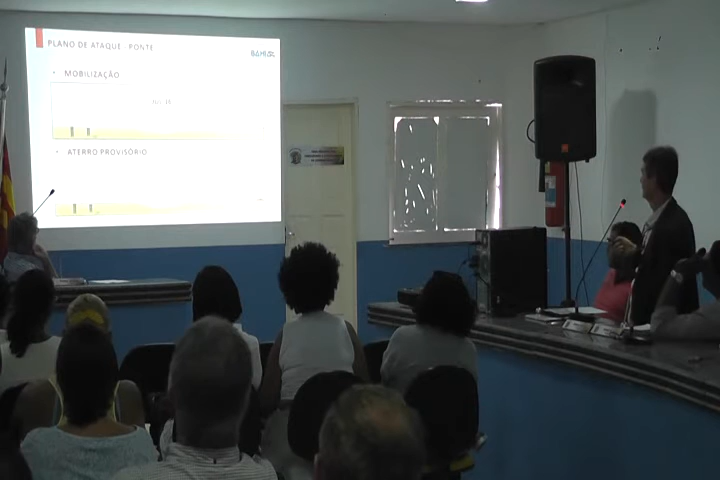 PLANO DE ATAQUE PONTE
BAHIA
• MOBILIZAÇÃO
• ATERRO PROVISÓRIO